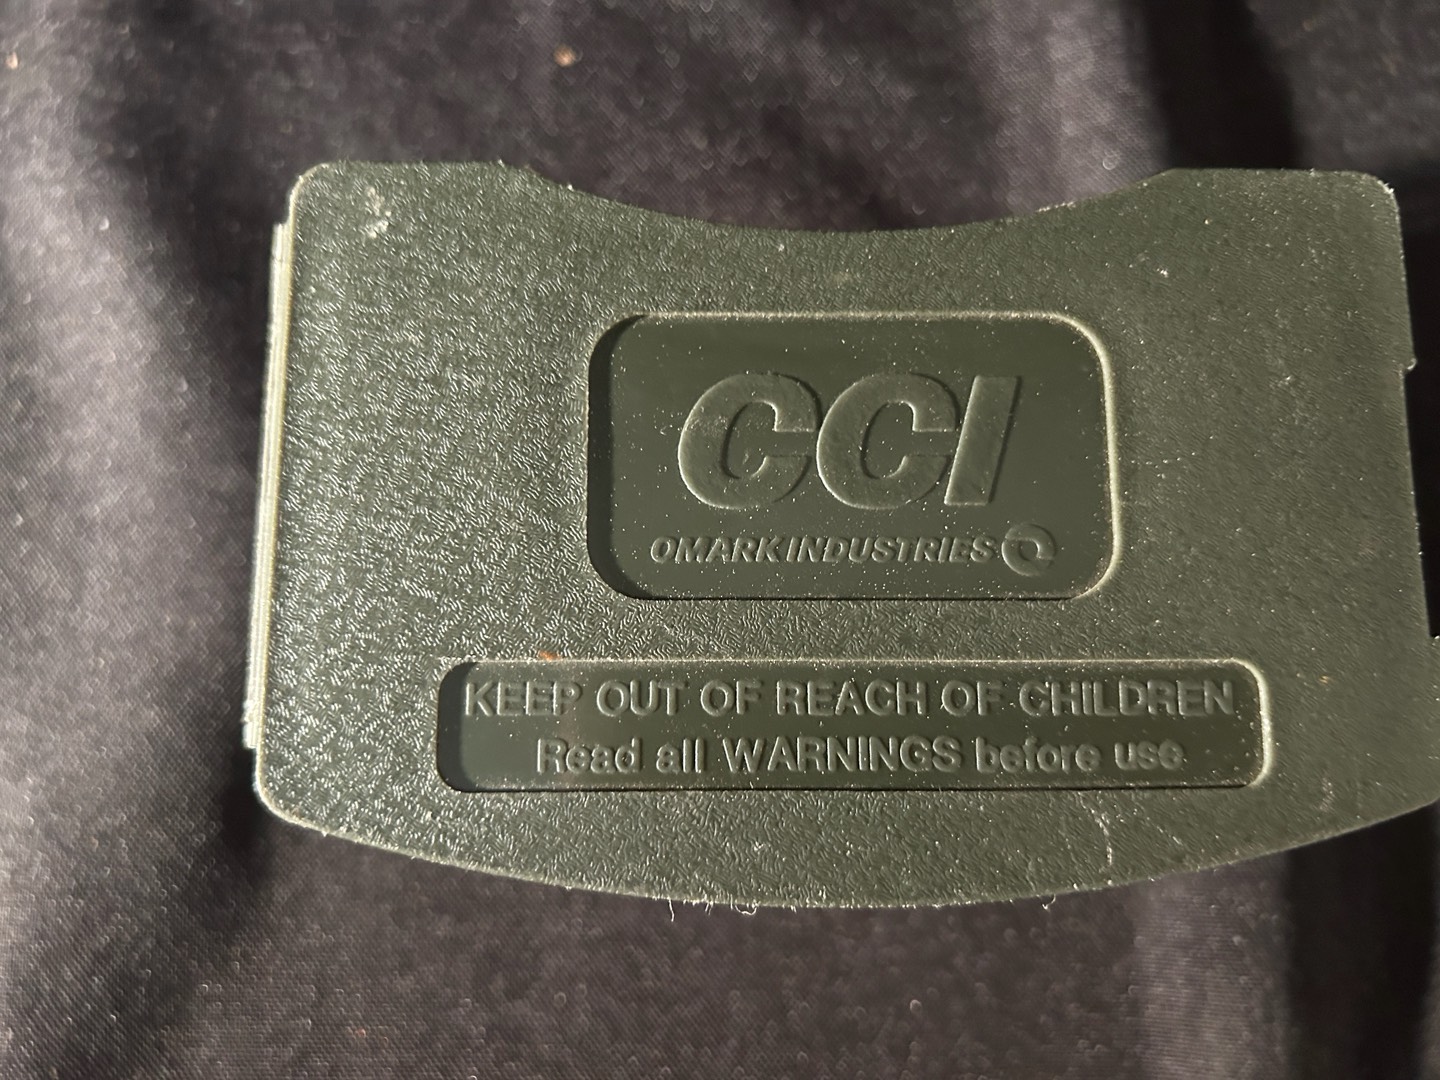 CCI
OMARK INDUSTRIES
KEEP OUT OF REACH OF CHILDREN
Read all WARNINGS before use